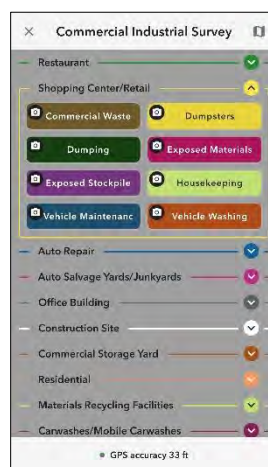 Commercial Industrial Survey
Restaurant
Shopping Center/Retail
Commercial Waste
Dumpsters
Dumping
Exposed Materials
Exposed Stockpile
Housekeeping
Vehicle Maintenanc
Vehicle Washing
Auto Repair
Auto Salvage Yards/Junkyards
Office Building
Construction Site
Commercial Storage Yard
Residential
Materials Recycling Facilities
Carwashes/Mobile Carwashes
GPS accuracy 33 ft